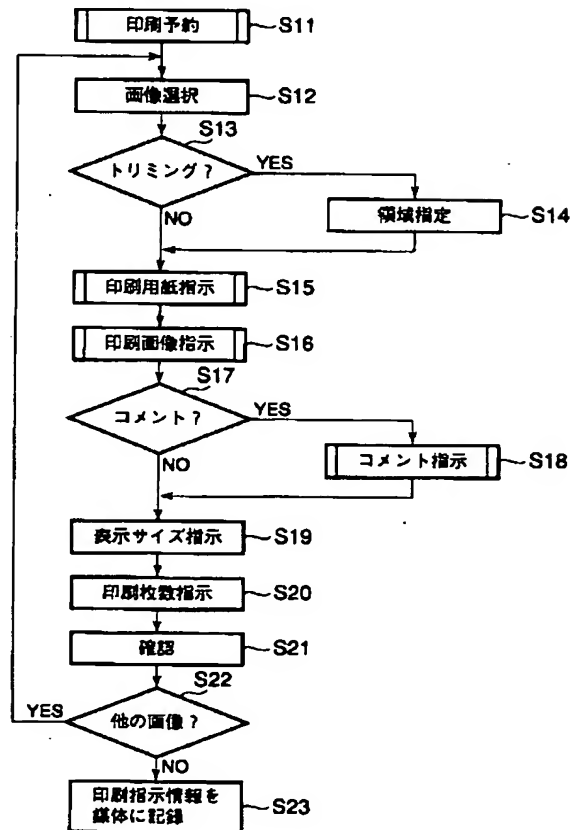 印刷予約 S11
画像選択 S12
S13
トリミング? YES
領域指定 S14
NO
印刷用紙指示 S15
印刷画像指示 S16
S17
コメント? YES
コメント指示 S18
NO
表示サイズ指示 S19
印刷枚数指示 S20
確認 S21
S22
YES 他の画像?
NO
印刷指示情報を
媒体に記録 S23